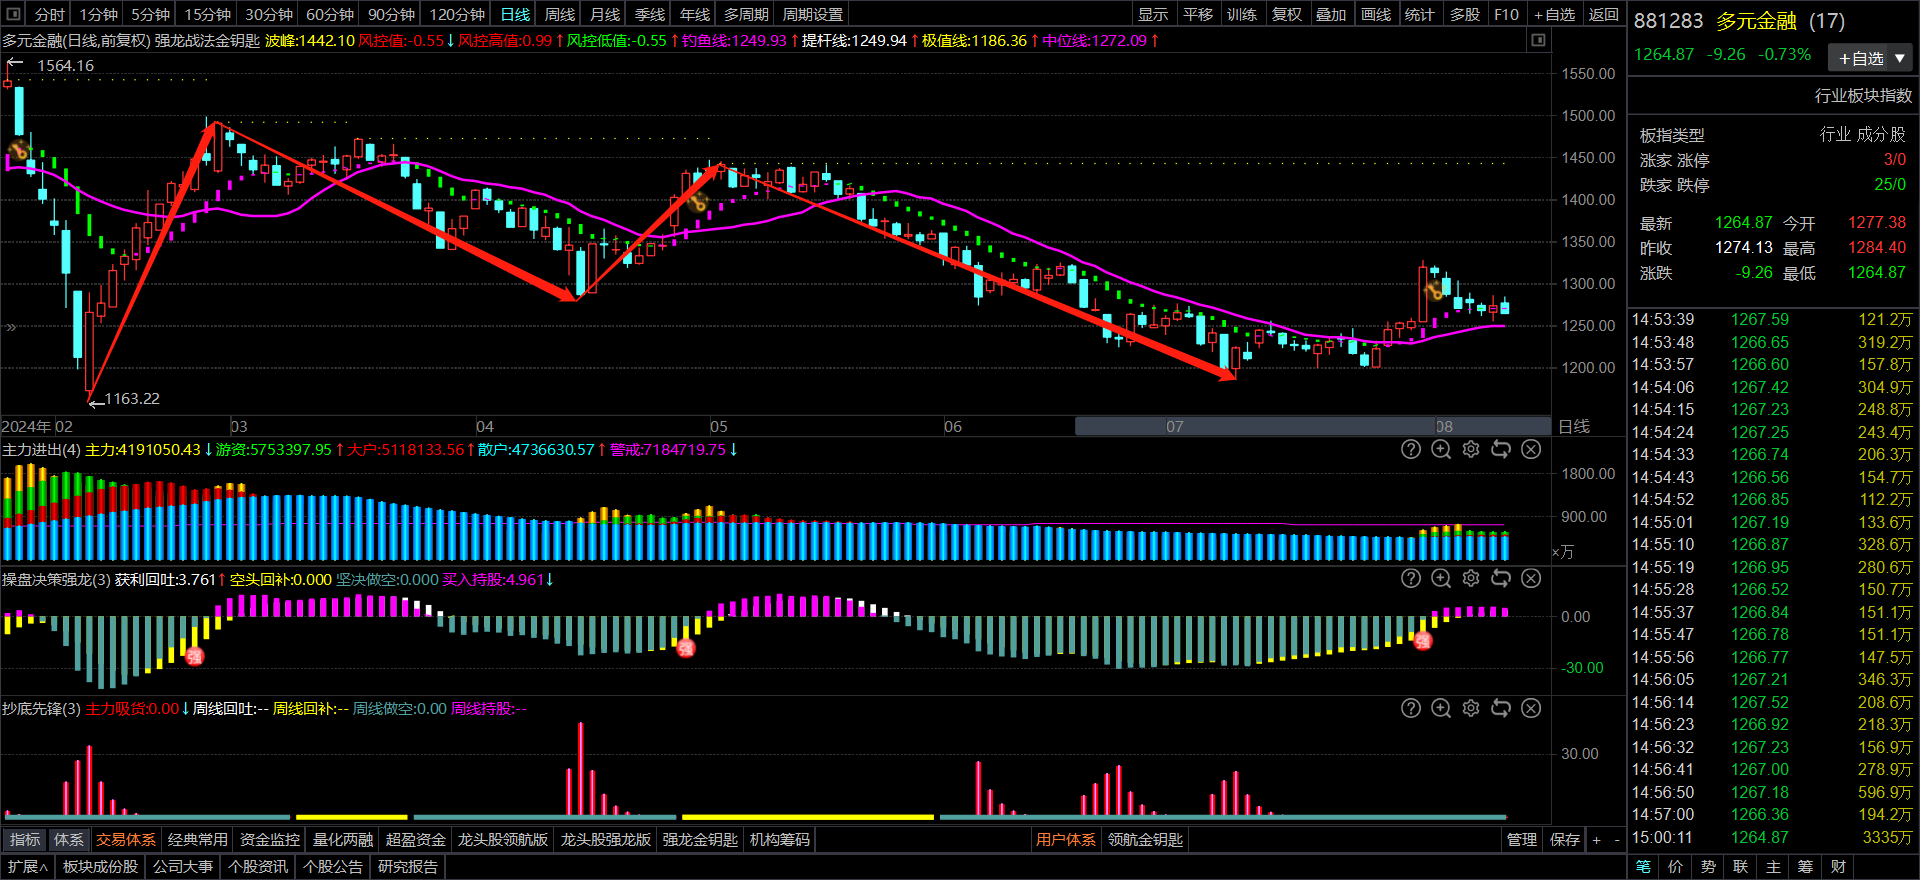 分时 1分钟 5分钟 15分钟 30分钟 60分钟 90分钟 120分钟 日线 周线 月线 季线 年线 多周期 周期设置 显示 平移 训练 复权 叠加 画线 统计 多股 F10 +自选 返回
881283 多元金融 (17)
多元金融(日线,前复权) 强龙战法金钥匙 波峰:1442.10 风控值:-0.55↓风控高值:0.99↑风控低值:-0.55↑钓鱼线:1249.93↑提杆线:1249.94↑极值线:1186.36↑中位线:1272.09↑
1264.87 -9.26 -0.73% +自选 ▼
行业板块指数
板指类型 行业 成分股
涨家 涨停 3/0
跌家 跌停 25/0
最新 1264.87 今开 1277.38
昨收 1274.13 最高 1284.40
涨跌 -9.26 最低 1264.87
1564.16
1163.22
1550.00
1500.00
1450.00
1400.00
1350.00
1300.00
1250.00
1200.00
2024年 02 03 04 05 06 07 08 日线
主力进出(4) 主力:4191050.43↓游资:5753397.95↑大户:5118133.56↑散户:4736630.57↑警戒:7184719.75↓
1800.00
900.00
×万
操盘决策强龙(3) 获利回吐:3.761↑空头回补:0.000 坚决做空:0.000 买入持股:4.961↓
0.00
-30.00
强 强 强
抄底先锋(3) 主力吸货:0.00↓周线回吐:-- 周线回补:-- 周线做空:0.00 周线持股:--
30.00
14:53:39 1267.59 121.2万
14:53:48 1266.65 319.2万
14:53:57 1266.60 157.8万
14:54:06 1267.42 304.9万
14:54:15 1267.23 248.8万
14:54:24 1267.25 243.4万
14:54:33 1266.74 206.3万
14:54:43 1266.56 154.7万
14:54:52 1266.85 112.2万
14:55:01 1267.19 133.6万
14:55:10 1266.87 328.6万
14:55:19 1266.95 280.6万
14:55:28 1266.52 150.7万
14:55:37 1266.84 151.1万
14:55:47 1266.78 151.1万
14:55:56 1266.77 147.5万
14:56:05 1267.21 346.3万
14:56:14 1267.52 208.6万
14:56:23 1266.92 218.3万
14:56:32 1267.23 156.9万
14:56:41 1267.00 278.9万
14:56:50 1267.18 596.9万
14:57:00 1266.36 194.2万
15:00:11 1264.87 3335万
指标 体系 交易体系 经典常用 资金监控 量化两融 超盈资金 龙头股领航版 龙头股强龙版 强龙金钥匙 机构筹码 用户体系 领航金钥匙 管理 保存 + -
扩展∧ 板块成份股 公司大事 个股资讯 个股公告 研究报告 笔 价 势 联 主 筹 财